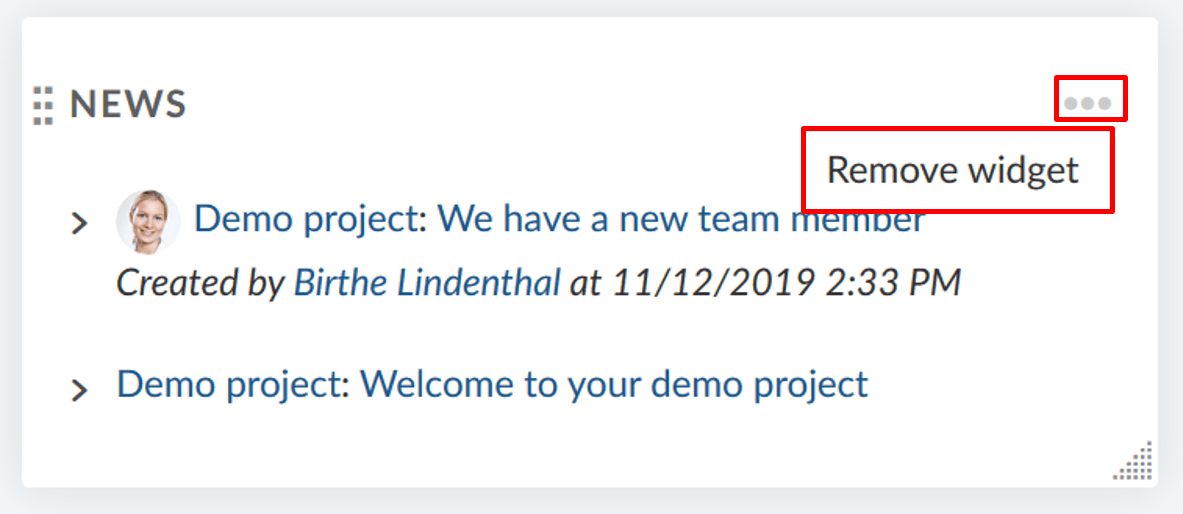 NEWS
Remove widget
Demo project: We have a new team member
Created by Birthe Lindenthal at 11/12/2019 2:33 PM
Demo project: Welcome to your demo project